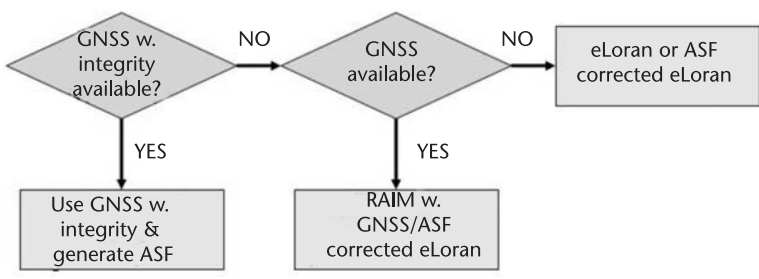 GNSS w.
integrity
available?
NO
GNSS
available?
NO
eLoran or ASF
corrected eLoran
YES
YES
Use GNSS w.
integrity &
generate ASF
RAIM w.
GNSS/ASF
corrected eLoran